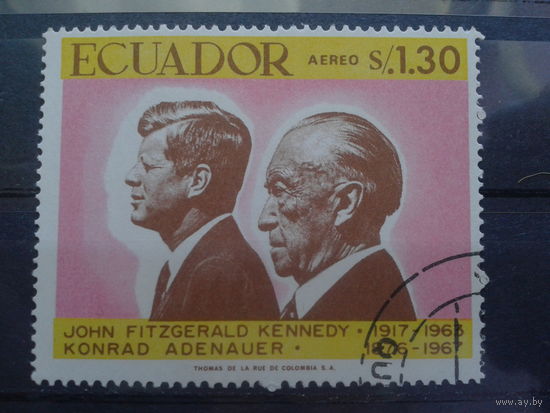 ECUADOR AEREO S/.1.30
JOHN FITZGERALD KENNEDY · 1917-1963
KONRAD ADENAUER · 1876-1967
THOMAS DE LA RUE DE COLOMBIA S.A.
www.ay.by